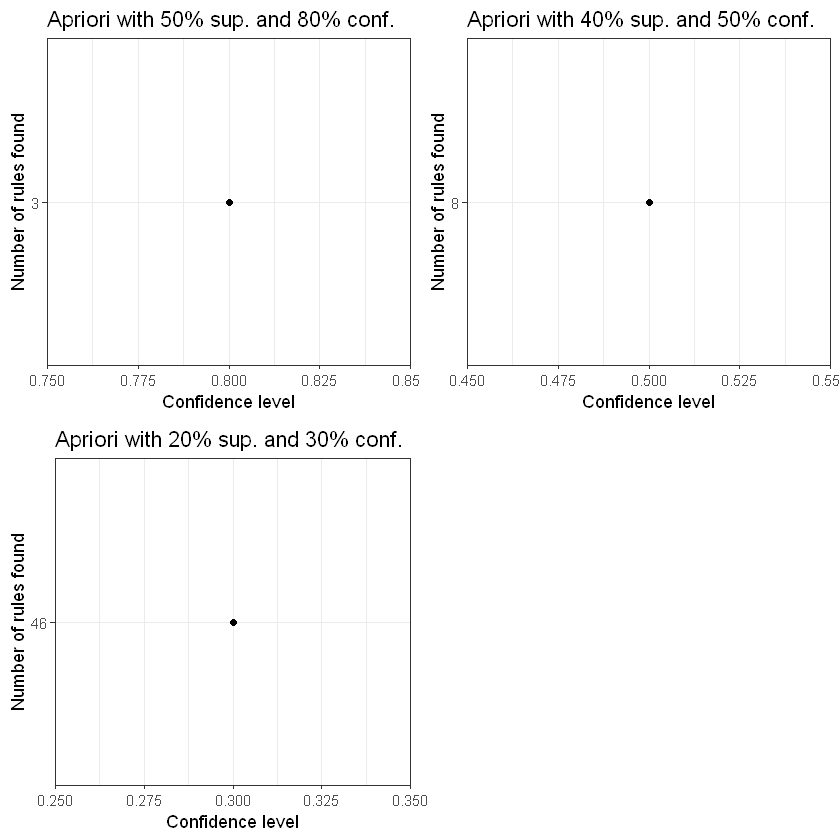 Apriori with 50% sup. and 80% conf.
Number of rules found
3
0.750 0.775 0.800 0.825 0.85
Confidence level
Apriori with 40% sup. and 50% conf.
Number of rules found
8
0.450 0.475 0.500 0.525 0.55
Confidence level
Apriori with 20% sup. and 30% conf.
Number of rules found
46
0.250 0.275 0.300 0.325 0.350
Confidence level